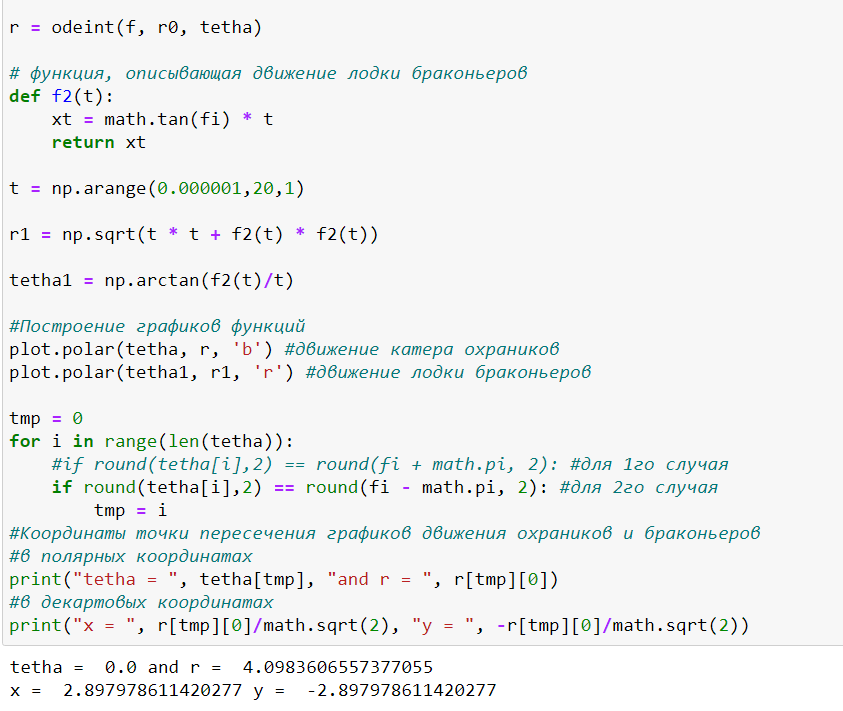 r = odeint(f, r0, tetha)
# функция, описывающая движение лодки браконьеров
def f2(t):
    xt = math.tan(fi) * t
    return xt
t = np.arange(0.000001,20,1)
r1 = np.sqrt(t * t + f2(t) * f2(t))
tetha1 = np.arctan(f2(t)/t)
#Построение графиков функций
plot.polar(tetha, r, 'b') #движение катера охраников
plot.polar(tetha1, r1, 'r') #движение лодки браконьеров
tmp = 0
for i in range(len(tetha)):
    #if round(tetha[i],2) == round(fi + math.pi, 2): #для 1го случая
    if round(tetha[i],2) == round(fi - math.pi, 2): #для 2го случая
        tmp = i
#Координаты точки пересечения графиков движения охраников и браконьеров
#в полярных координатах
print("tetha = ", tetha[tmp], "and r = ", r[tmp][0])
#в декартовых координатах
print("x = ", r[tmp][0]/math.sqrt(2), "y = ", -r[tmp][0]/math.sqrt(2))
tetha =  0.0 and r =  4.0983606557377055
x =  2.897978611420277 y =  -2.897978611420277